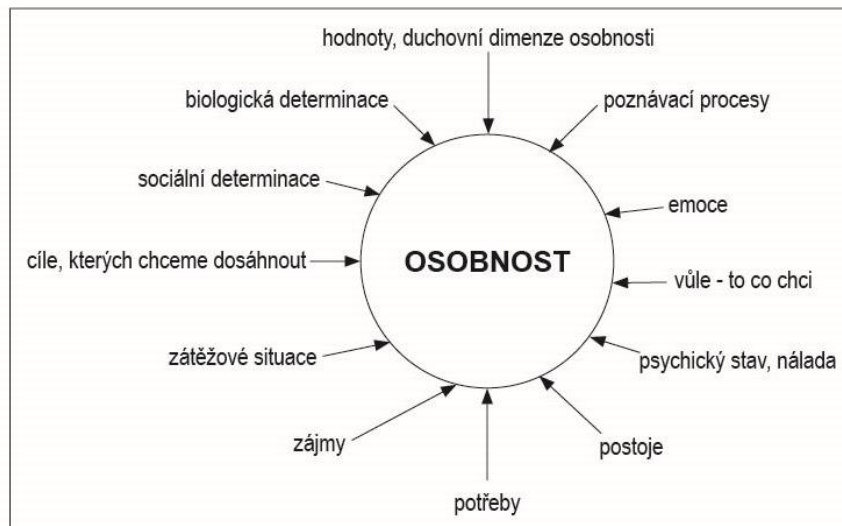 hodnoty, duchovní dimenze osobnosti
biologická determinace
poznávací procesy
sociální determinace
emoce
cíle, kterých chceme dosáhnout
OSOBNOST
vůle - to co chci
zátěžové situace
psychický stav, nálada
zájmy
postoje
potřeby